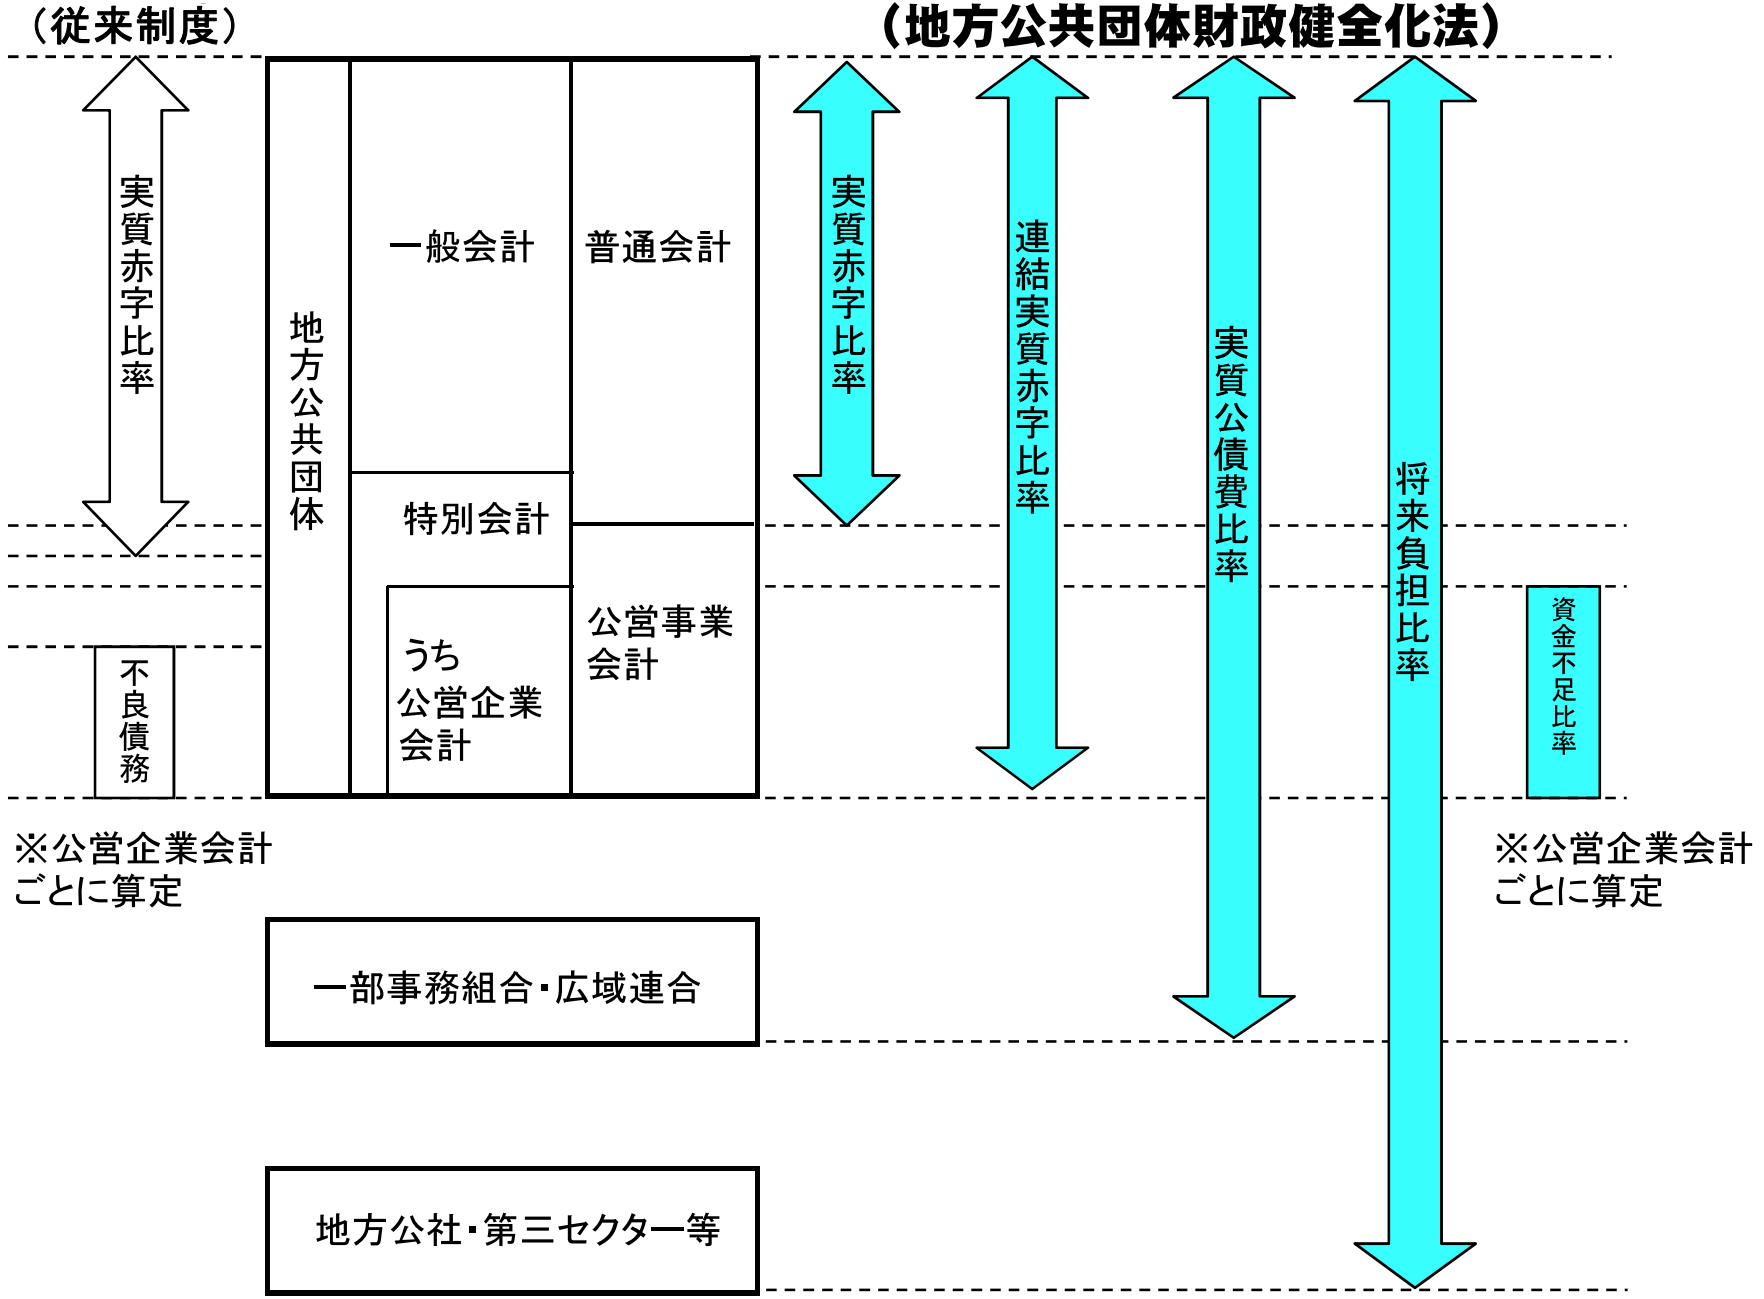 （従来制度）
（地方公共団体財政健全化法）
実質赤字比率
不良債務
※公営企業会計
ごとに算定
地方公共団体
一般会計
普通会計
特別会計
うち
公営企業
会計
公営事業
会計
実質赤字比率
連結実質赤字比率
実質公債費比率
将来負担比率
資金不足比率
※公営企業会計
ごとに算定
一部事務組合・広域連合
地方公社・第三セクター等